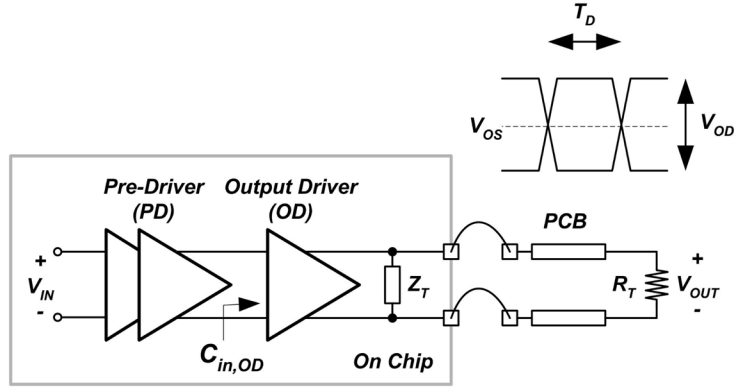 T_D
V_OS
V_OD
Pre-Driver
(PD)
Output Driver
(OD)
PCB
+
V_IN
-
Z_T
R_T
+
V_OUT
-
C_in,OD
On Chip